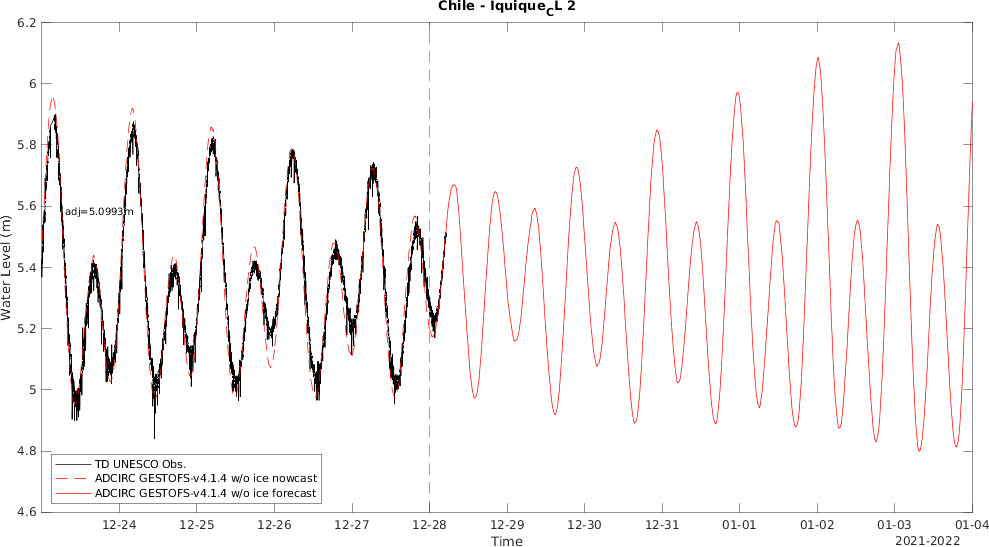 Chile - Iquique_CL 2
6.2
6
5.8
5.6
5.4
5.2
5
4.8
4.6
Water Level (m)
adj=5.0993m
TD UNESCO Obs.
ADCIRC GESTOFS-v4.1.4 w/o ice nowcast
ADCIRC GESTOFS-v4.1.4 w/o ice forecast
12-24 12-25 12-26 12-27 12-28 12-29 12-30 12-31 01-01 01-02 01-03 01-04
Time
2021-2022